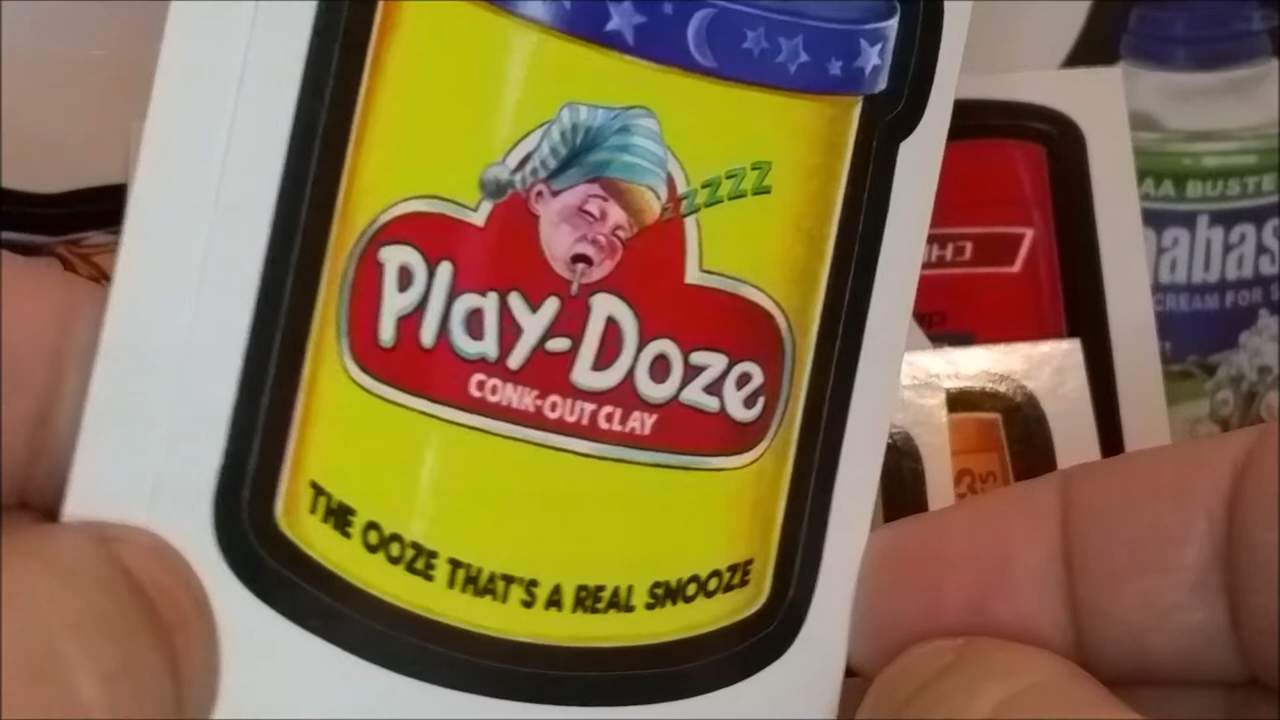 zzzzz
Play-Doze
CONK-OUT CLAY
THE OOZE THAT'S A REAL SNOOZE
AA BUSTE
abas
CREAM FOR